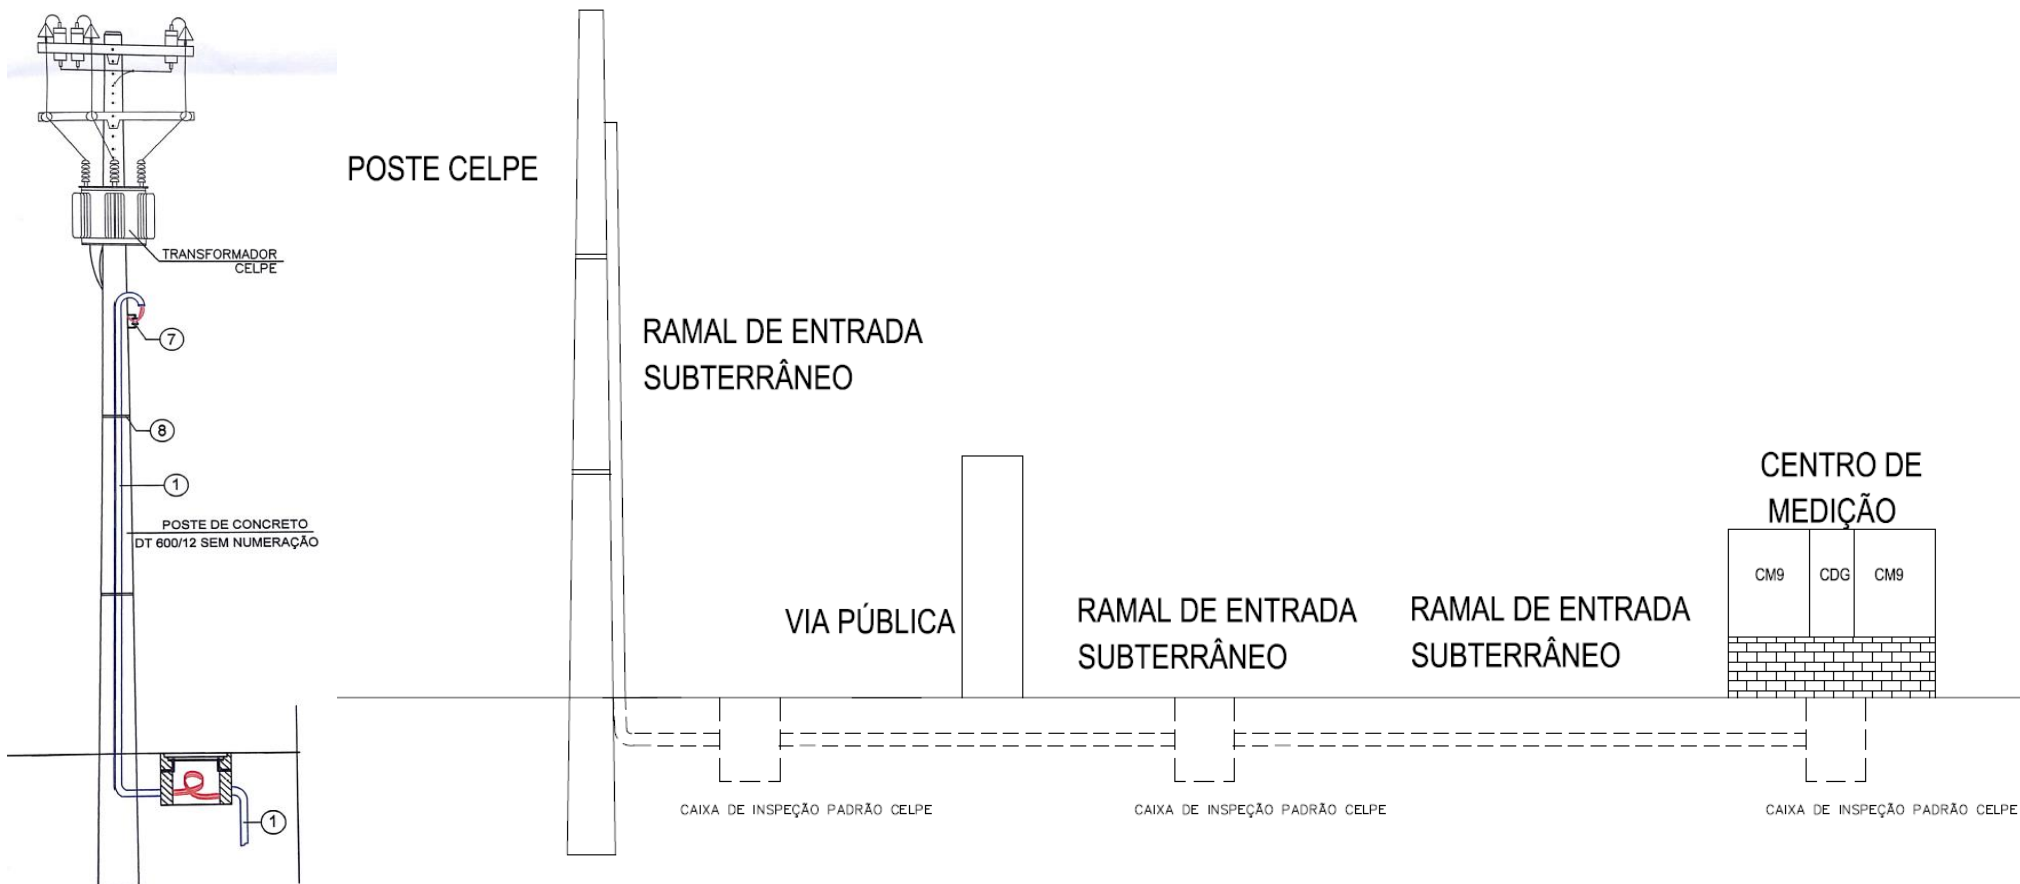 TRANSFORMADOR
CELPE
7
8
1
POSTE DE CONCRETO
DT 600/12 SEM NUMERAÇÃO
1
POSTE CELPE
RAMAL DE ENTRADA
SUBTERRÂNEO
VIA PÚBLICA
RAMAL DE ENTRADA
SUBTERRÂNEO
RAMAL DE ENTRADA
SUBTERRÂNEO
CENTRO DE
MEDIÇÃO
CM9
CDG
CM9
CAIXA DE INSPEÇÃO PADRÃO CELPE
CAIXA DE INSPEÇÃO PADRÃO CELPE
CAIXA DE INSPEÇÃO PADRÃO CELPE